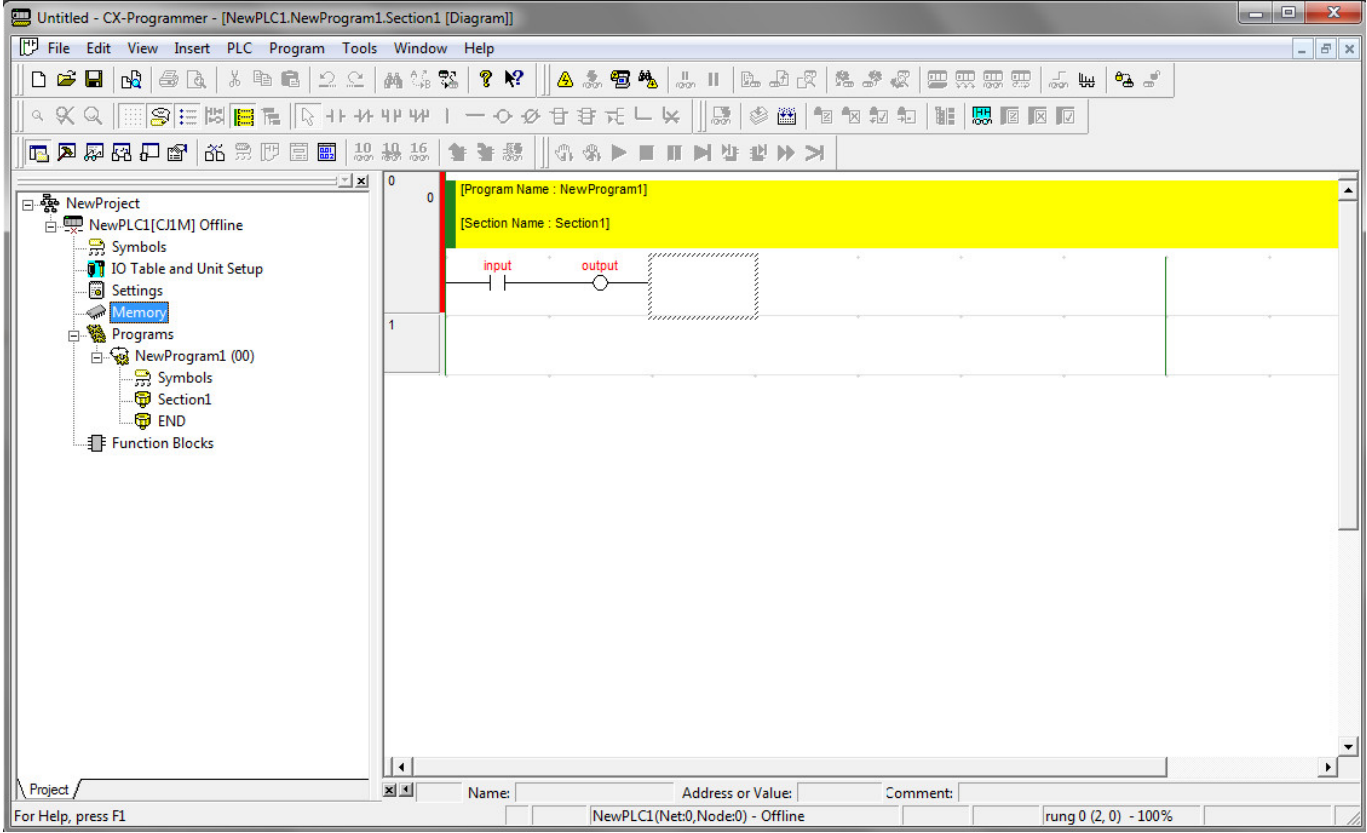 Untitled - CX-Programmer - [NewPLC1.NewProgram1.Section1 [Diagram]]
File Edit View Insert PLC Program Tools Window Help
10 10 16
NewProject
NewPLC1[CJ1M] Offline
Symbols
IO Table and Unit Setup
Settings
Memory
Programs
NewProgram1 (00)
Symbols
Section1
END
Function Blocks
Project
0
0
[Program Name : NewProgram1]
[Section Name : Section1]
input output
1
Name: Address or Value: Comment:
For Help, press F1 NewPLC1(Net:0,Node:0) - Offline rung 0 (2, 0) - 100%